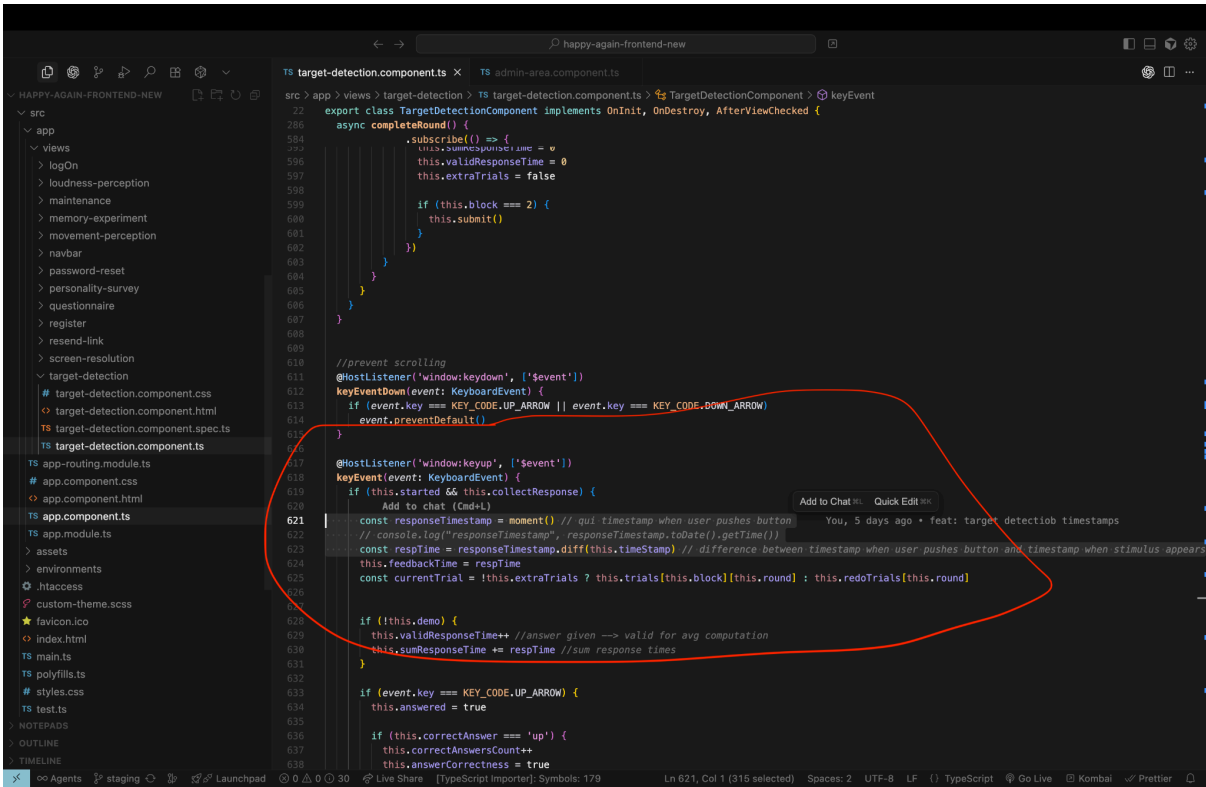 happy-again-frontend-new
TS target-detection.component.ts ×
TS admin-area.component.ts
HAPPY-AGAIN-FRONTEND-NEW
src > app > views > target-detection > TS target-detection.component.ts > TargetDetectionComponent > keyEvent
src
app
views
logOn
loudness-perception
maintenance
memory-experiment
movement-perception
navbar
password-reset
personality-survey
questionnaire
register
resend-link
screen-resolution
target-detection
# target-detection.component.css
<> target-detection.component.html
TS target-detection.component.spec.ts
TS target-detection.component.ts
TS app-routing.module.ts
# app.component.css
<> app.component.html
TS app.component.ts
TS app.module.ts
assets
environments
.htaccess
custom-theme.scss
favicon.ico
<> index.html
TS main.ts
TS polyfills.ts
# styles.css
TS test.ts
NOTEPADS
OUTLINE
TIMELINE
22 export class TargetDetectionComponent implements OnInit, OnDestroy, AfterViewChecked {
286 async completeRound() {
584 .subscribe(() => {
595 this.sumResponseTime = 0
596 this.validResponseTime = 0
597 this.extraTrials = false
598
599 if (this.block === 2) {
600 this.submit()
601 }
602 })
603 }
604 }
605 }
606 }
607 }
608
609
610 //prevent scrolling
611 @HostListener('window:keydown', ['$event'])
612 keyEventDown(event: KeyboardEvent) {
613 if (event.key === KEY_CODE.UP_ARROW || event.key === KEY_CODE.DOWN_ARROW)
614 event.preventDefault()
615 }
616
617 @HostListener('window:keyup', ['$event'])
618 keyEvent(event: KeyboardEvent) {
619 if (this.started && this.collectResponse) {
620 Add to chat (Cmd+L)
Add to Chat ⌘L Quick Edit ⌘K
621 const responseTimestamp = moment() // qui timestamp when user pushes button You, 5 days ago • feat: target detectiob timestamps
622 // console.log("responseTimestamp", responseTimestamp.toDate().getTime())
623 const respTime = responseTimestamp.diff(this.timeStamp) // difference between timestamp when user pushes button and timestamp when stimulus appears
624 this.feedbackTime = respTime
625 const currentTrial = !this.extraTrials ? this.trials[this.block][this.round] : this.redoTrials[this.round]
626
627
628 if (!this.demo) {
629 this.validResponseTime++ //answer given ——> valid for avg computation
630 this.sumResponseTime += respTime //sum response times
631 }
632
633 if (event.key === KEY_CODE.UP_ARROW) {
634 this.answered = true
635
636 if (this.correctAnswer === 'up') {
637 this.correctAnswersCount++
638 this.answerCorrectness = true
Agents staging Launchpad 0 0 30 Live Share [TypeScript Importer]: Symbols: 179 Ln 621, Col 1 (315 selected) Spaces: 2 UTF-8 LF {} TypeScript Go Live Kombai Prettier